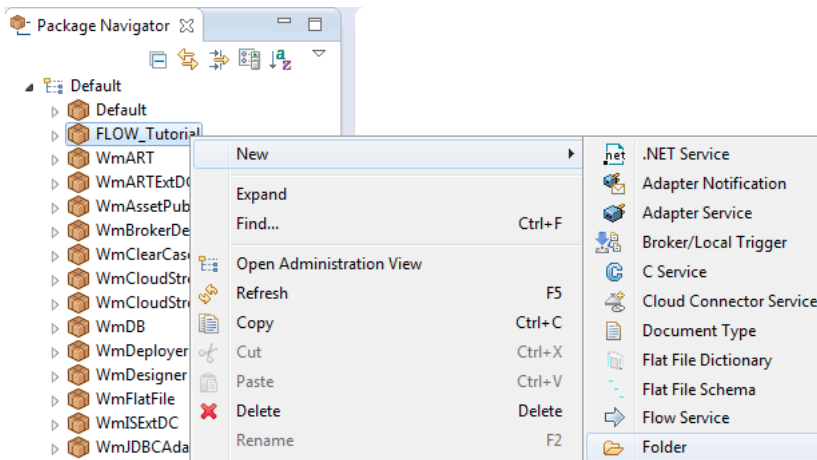 Package Navigator
Default
Default
FLOW_Tutorial
WmART
WmARTExtDC
WmAssetPub
WmBrokerDe
WmClearCas
WmCloudStr
WmCloudStr
WmDB
WmDeployer
WmDesigner
WmFlatFile
WmISExtDC
WmJDBCAda
New
Expand
Find... Ctrl+F
Open Administration View
Refresh F5
Copy Ctrl+C
Cut Ctrl+X
Paste Ctrl+V
Delete Delete
Rename F2
.NET Service
Adapter Notification
Adapter Service
Broker/Local Trigger
C Service
Cloud Connector Service
Document Type
Flat File Dictionary
Flat File Schema
Flow Service
Folder